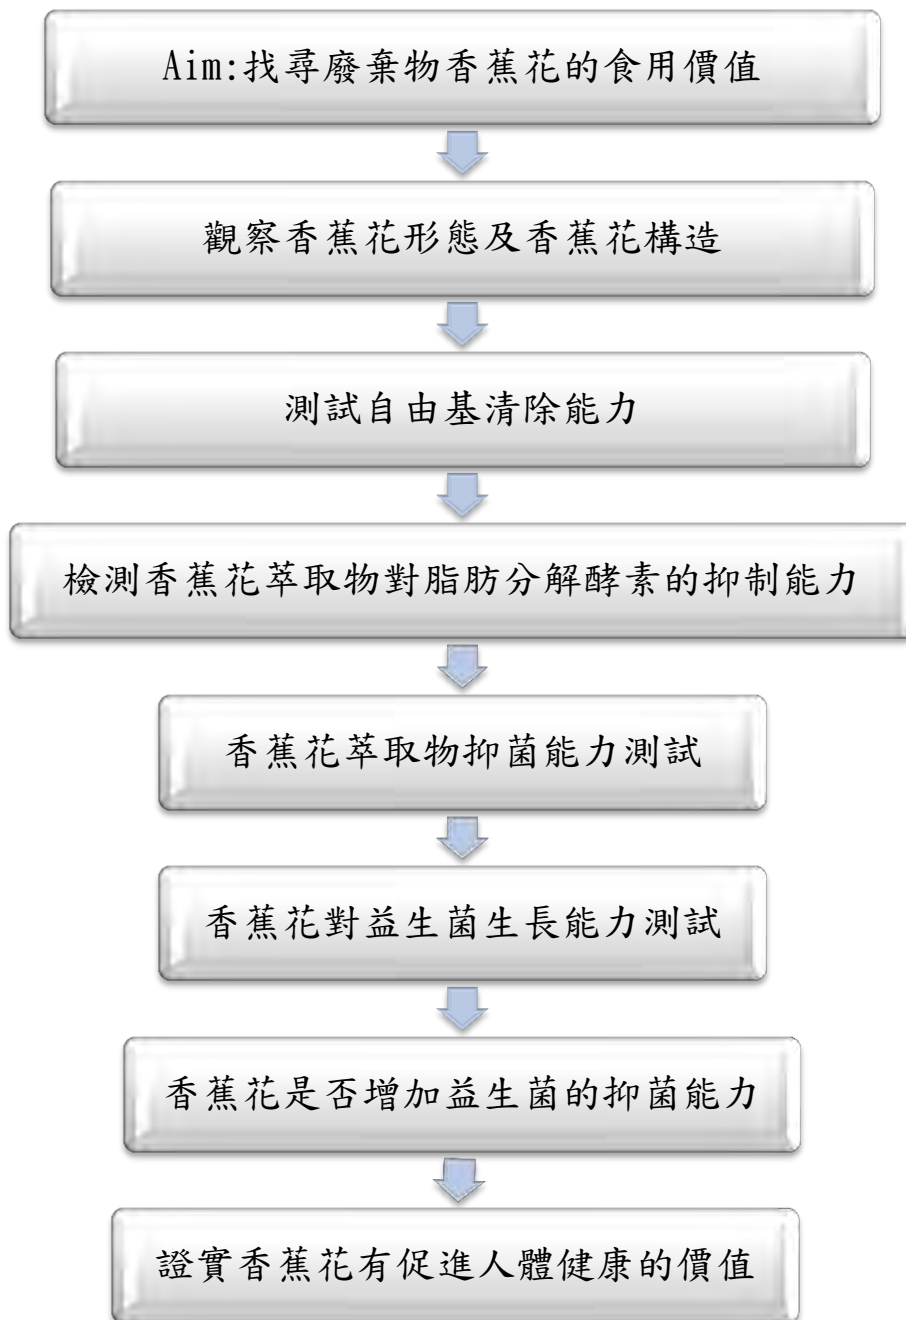 Aim:找尋廢棄物香蕉花的食用價值
觀察香蕉花形態及香蕉花構造
測試自由基清除能力
檢測香蕉花萃取物對脂肪分解酵素的抑制能力
香蕉花萃取物抑菌能力測試
香蕉花對益生菌生長能力測試
香蕉花是否增加益生菌的抑菌能力
證實香蕉花有促進人體健康的價值